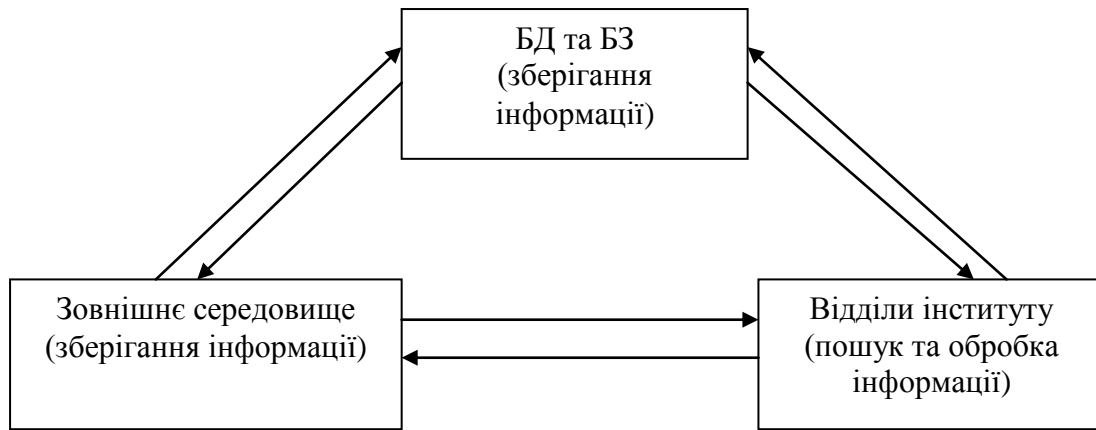 БД та БЗ
(зберігання
інформації)
Зовнішнє середовище
(зберігання інформації)
Відділи інституту
(пошук та обробка
інформації)